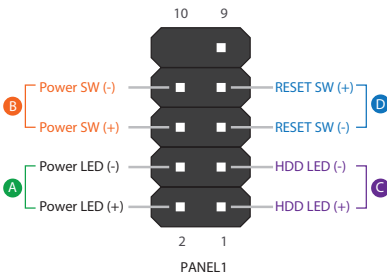 10 9
Power SW (-) RESET SW (+)
B D
Power SW (+) RESET SW (-)
Power LED (-) HDD LED (-)
A C
Power LED (+) HDD LED (+)
2 1
PANEL1